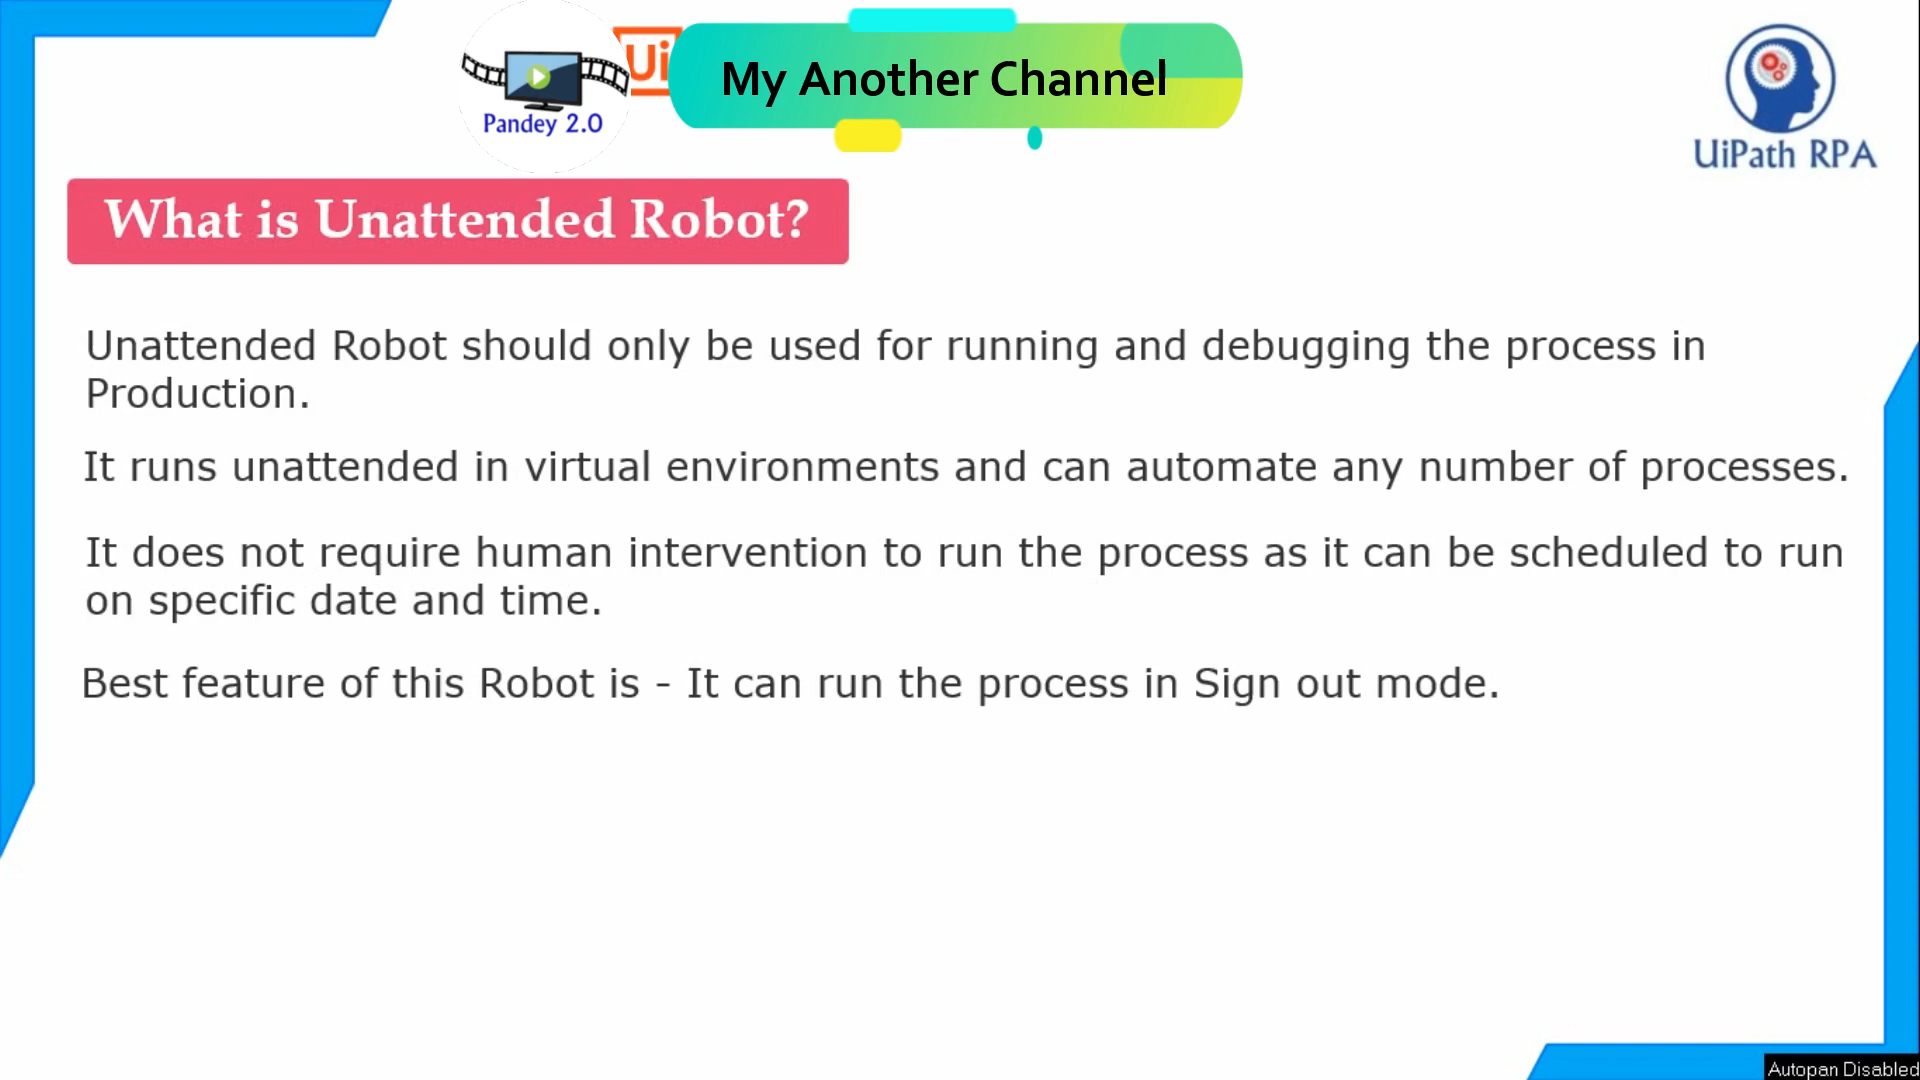 Ui
My Another Channel
Pandey 2.0
UiPath RPA
What is Unattended Robot?
Unattended Robot should only be used for running and debugging the process in
Production.
It runs unattended in virtual environments and can automate any number of processes.
It does not require human intervention to run the process as it can be scheduled to run
on specific date and time.
Best feature of this Robot is - It can run the process in Sign out mode.
Autopan Disabled